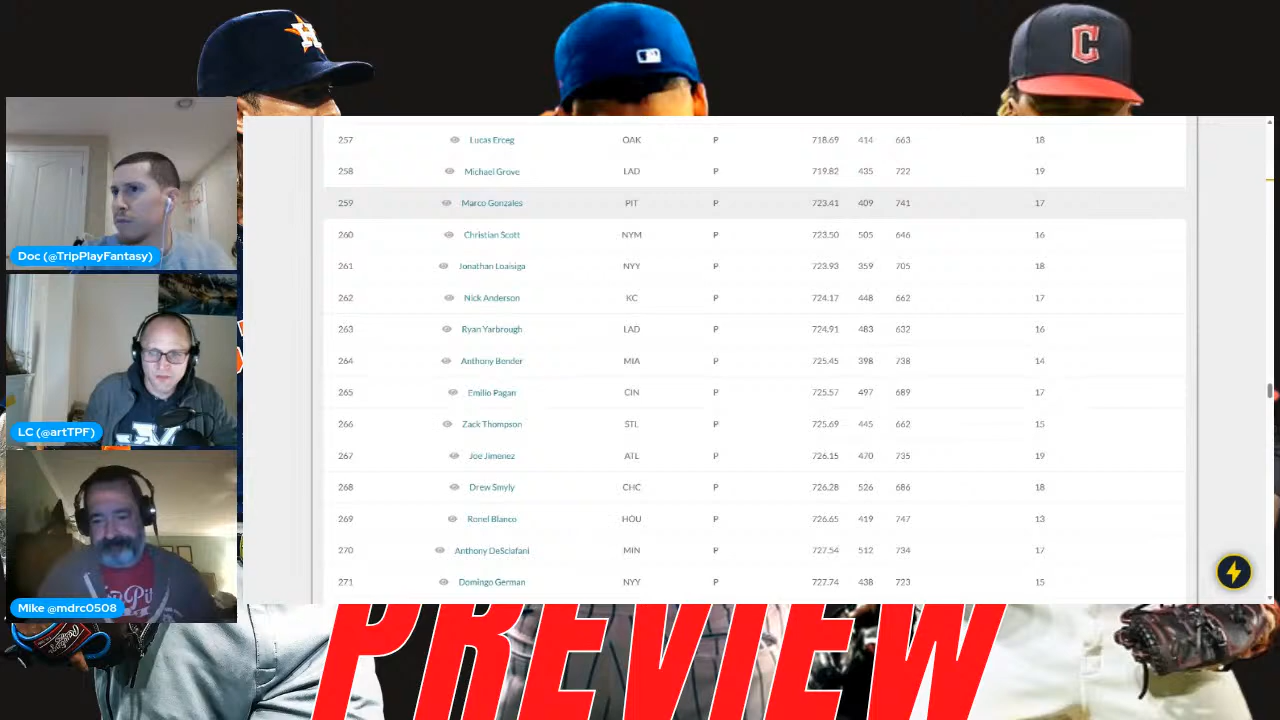 H
C
257 Lucas Erceg OAK P 718.69 414 663 18
258 Michael Grove LAD P 719.82 435 722 19
259 Marco Gonzales PIT P 723.41 409 741 17
260 Christian Scott NYM P 723.50 505 646 16
261 Jonathan Loaisiga NYY P 723.93 359 705 18
262 Nick Anderson KC P 724.17 448 662 17
263 Ryan Yarbrough LAD P 724.91 483 632 16
264 Anthony Bender MIA P 725.45 398 738 14
265 Emilio Pagan CIN P 725.57 497 689 17
266 Zack Thompson STL P 725.69 445 662 15
267 Joe Jimenez ATL P 726.15 470 735 19
268 Drew Smyly CHC P 726.28 526 686 18
269 Ronel Blanco HOU P 726.65 419 747 13
270 Anthony DeSclafani MIN P 727.54 512 734 17
271 Domingo German NYY P 727.74 438 723 15
Doc (@TripPlayFantasy)
LC (@artTPF)
Mike @mdrc0508
PREVIEW